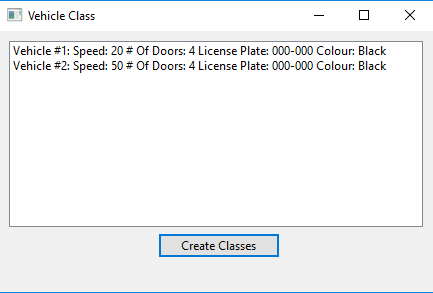 Vehicle Class
Vehicle #1: Speed: 20 # Of Doors: 4 License Plate: 000-000 Colour: Black
Vehicle #2: Speed: 50 # Of Doors: 4 License Plate: 000-000 Colour: Black
Create Classes